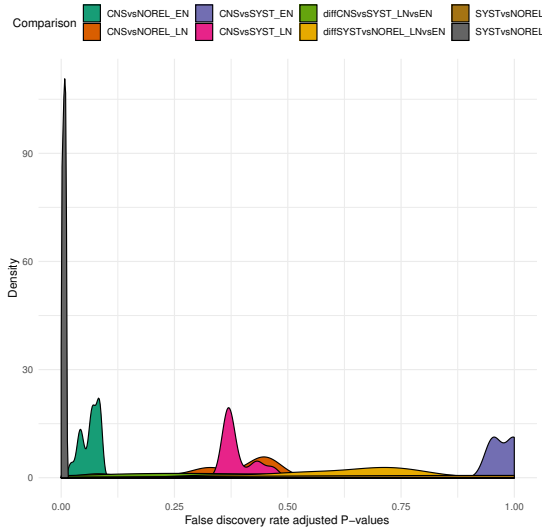 Comparison
CNSvsNOREL_EN CNSvsSYST_EN diffCNSvsSYST_LNvsEN SYSTvsNOREL
CNSvsNOREL_LN CNSvsSYST_LN diffSYSTvsNOREL_LNvsEN SYSTvsNOREL
90
60
30
0
Density
0.00 0.25 0.50 0.75 1.00
False discovery rate adjusted P−values